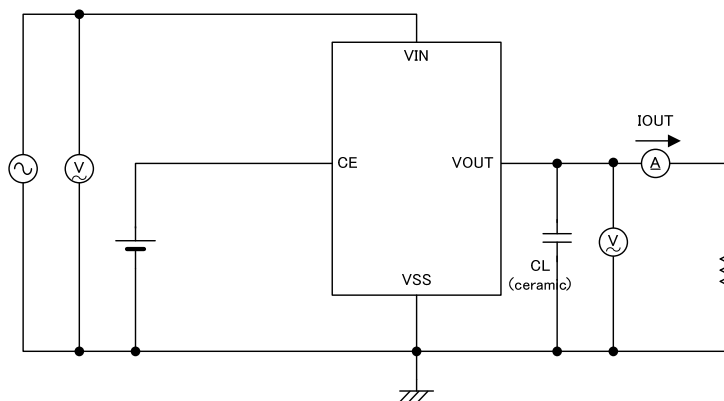 VIN
IOUT
V
CE
VOUT
A
V
CL
(ceramic)
VSS